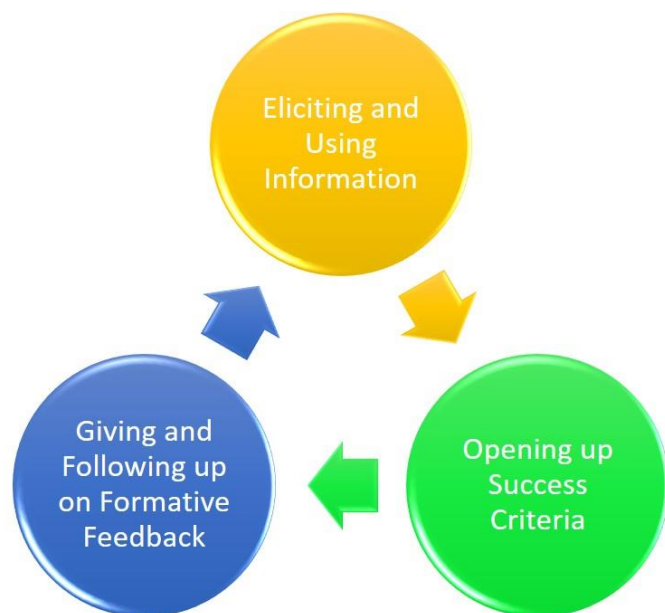 Eliciting and
Using
Information
Opening up
Success
Criteria
Giving and
Following up
on Formative
Feedback